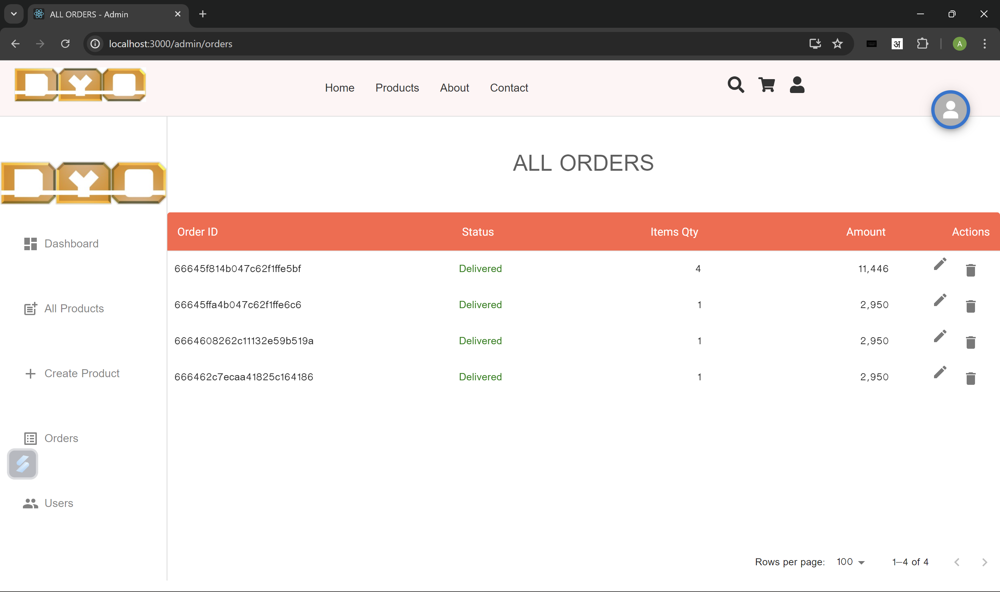 ALL ORDERS - Admin
localhost:3000/admin/orders
अ
A
DYO
Home Products About Contact
DYO
ALL ORDERS
Order ID Status Items Qty Amount Actions
66645f814b047c62f1ffe5bf Delivered 4 11,446
66645ffa4b047c62f1ffe6c6 Delivered 1 2,950
6664608262c11132e59b519a Delivered 1 2,950
666462c7ecaa41825c164186 Delivered 1 2,950
Dashboard
All Products
Create Product
Orders
Users
Rows per page: 100 1–4 of 4